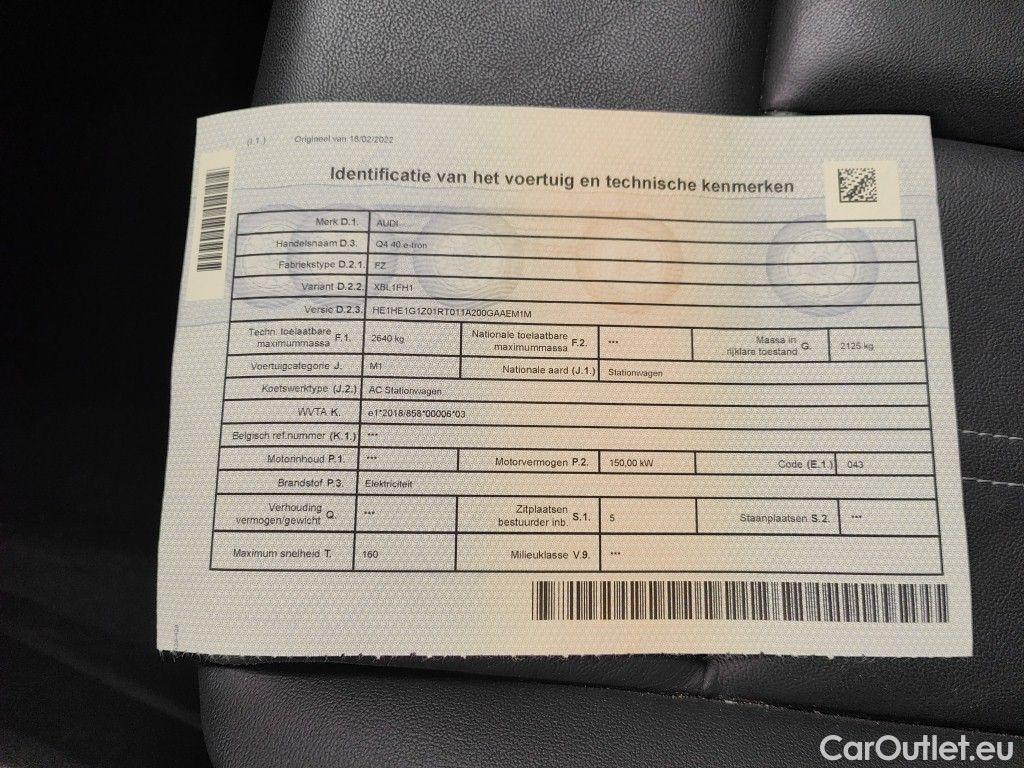 (I.1.) Origineel van 18/02/2022
Identificatie van het voertuig en technische kenmerken
Merk D.1. AUDI
Handelsnaam D.3. Q4 40 e-tron
Fabriekstype D.2.1. FZ
Variant D.2.2. XBL1FH1
Versie D.2.3. HE1HE1G1Z01RT011A200GAAEM1M
Techn. toelaatbare maximummassa F.1. 2640 kg Nationale toelaatbare maximummassa F.2. *** Massa in rijklare toestand G. 2125 kg
Voertuigcategorie J. M1 Nationale aard (J.1.) Stationwagen
Koetswerktype (J.2.) AC Stationwagen
WVTA K. e1*2018/858*00006*03
Belgisch ref.nummer (K.1.) ***
Motorinhoud P.1. *** Motorvermogen P.2. 150,00 kW Code (E.1.) 043
Brandstof P.3. Elektriciteit
Verhouding vermogen/gewicht Q. *** Zitplaatsen bestuurder inb. S.1. 5 Staanplaatsen S.2. ***
Maximum snelheid T. 160 Milieuklasse V.9. ***
CarOutlet.eu